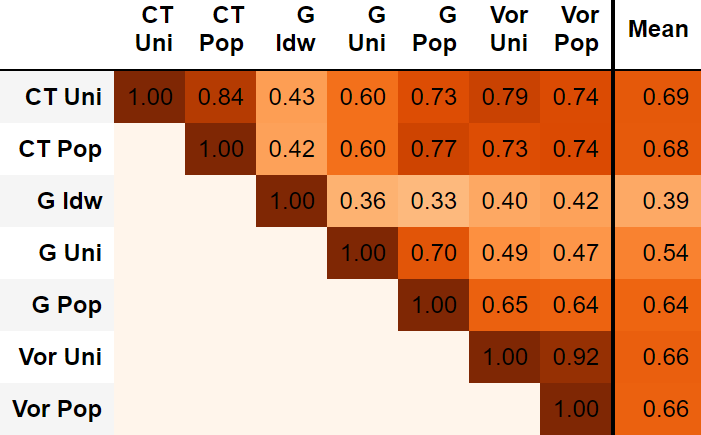 CT CT G G G Vor Vor Mean
Uni Pop Idw Uni Pop Uni Pop
CT Uni 1.00 0.84 0.43 0.60 0.73 0.79 0.74 0.69
CT Pop 1.00 0.42 0.60 0.77 0.73 0.74 0.68
G Idw 1.00 0.36 0.33 0.40 0.42 0.39
G Uni 1.00 0.70 0.49 0.47 0.54
G Pop 1.00 0.65 0.64 0.64
Vor Uni 1.00 0.92 0.66
Vor Pop 1.00 0.66